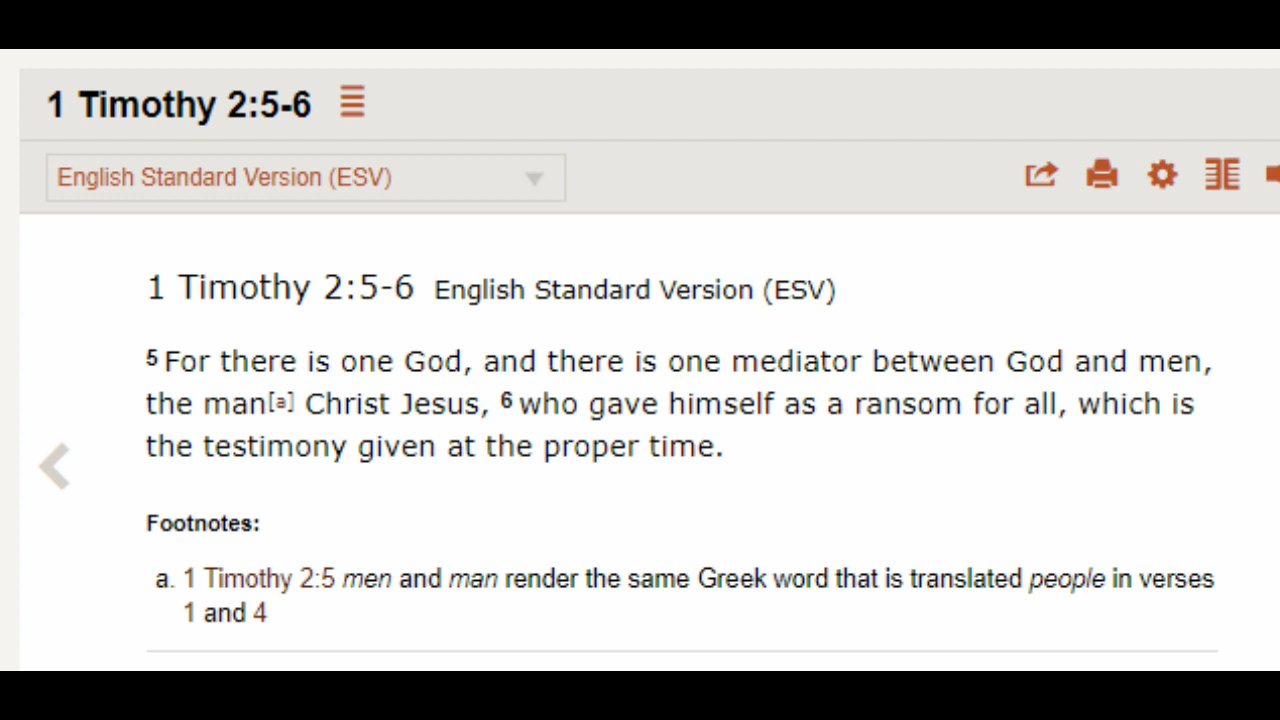 1 Timothy 2:5-6
English Standard Version (ESV)
1 Timothy 2:5-6 English Standard Version (ESV)
5 For there is one God, and there is one mediator between God and men,
the man[a] Christ Jesus, 6 who gave himself as a ransom for all, which is
the testimony given at the proper time.
Footnotes:
a. 1 Timothy 2:5 men and man render the same Greek word that is translated people in verses
1 and 4